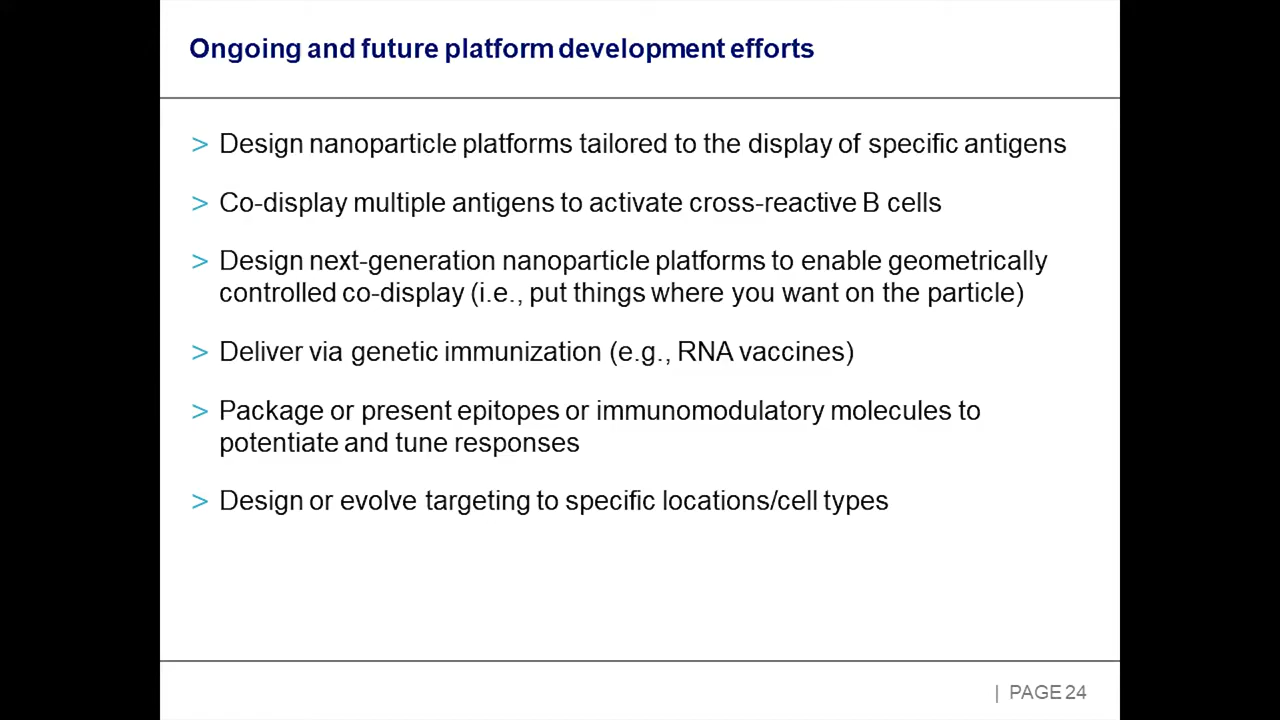 Ongoing and future platform development efforts
> Design nanoparticle platforms tailored to the display of specific antigens
> Co-display multiple antigens to activate cross-reactive B cells
> Design next-generation nanoparticle platforms to enable geometrically
controlled co-display (i.e., put things where you want on the particle)
> Deliver via genetic immunization (e.g., RNA vaccines)
> Package or present epitopes or immunomodulatory molecules to
potentiate and tune responses
> Design or evolve targeting to specific locations/cell types
| PAGE 24